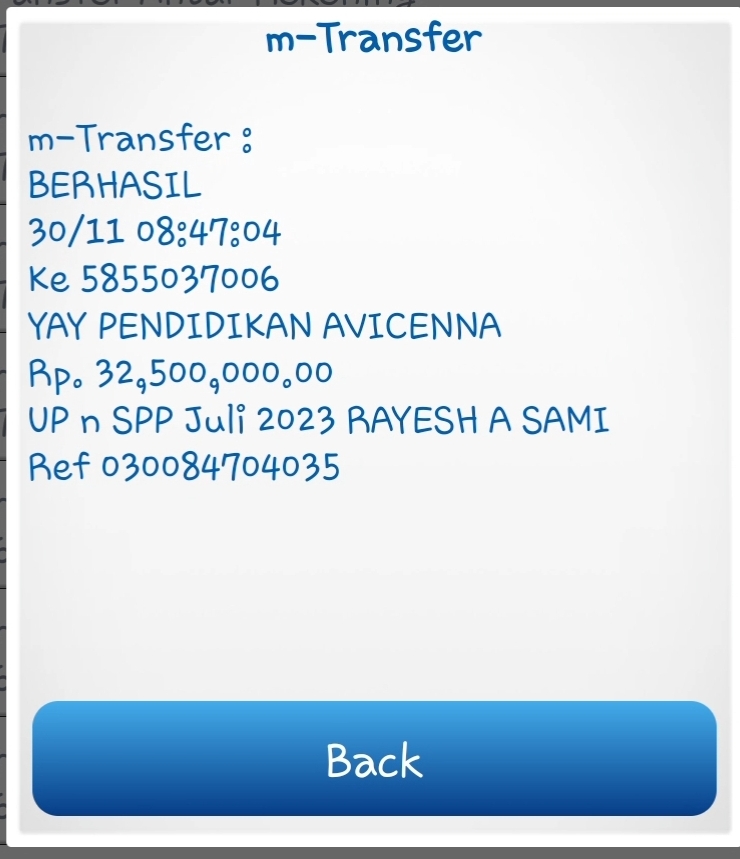 m-Transfer
m-Transfer :
BERHASIL
30/11 08:47:04
Ke 5855037006
YAY PENDIDIKAN AVICENNA
Rp. 32,500,000.00
UP n SPP Juli 2023 RAYESH A SAMI
Ref 030084704035
Back